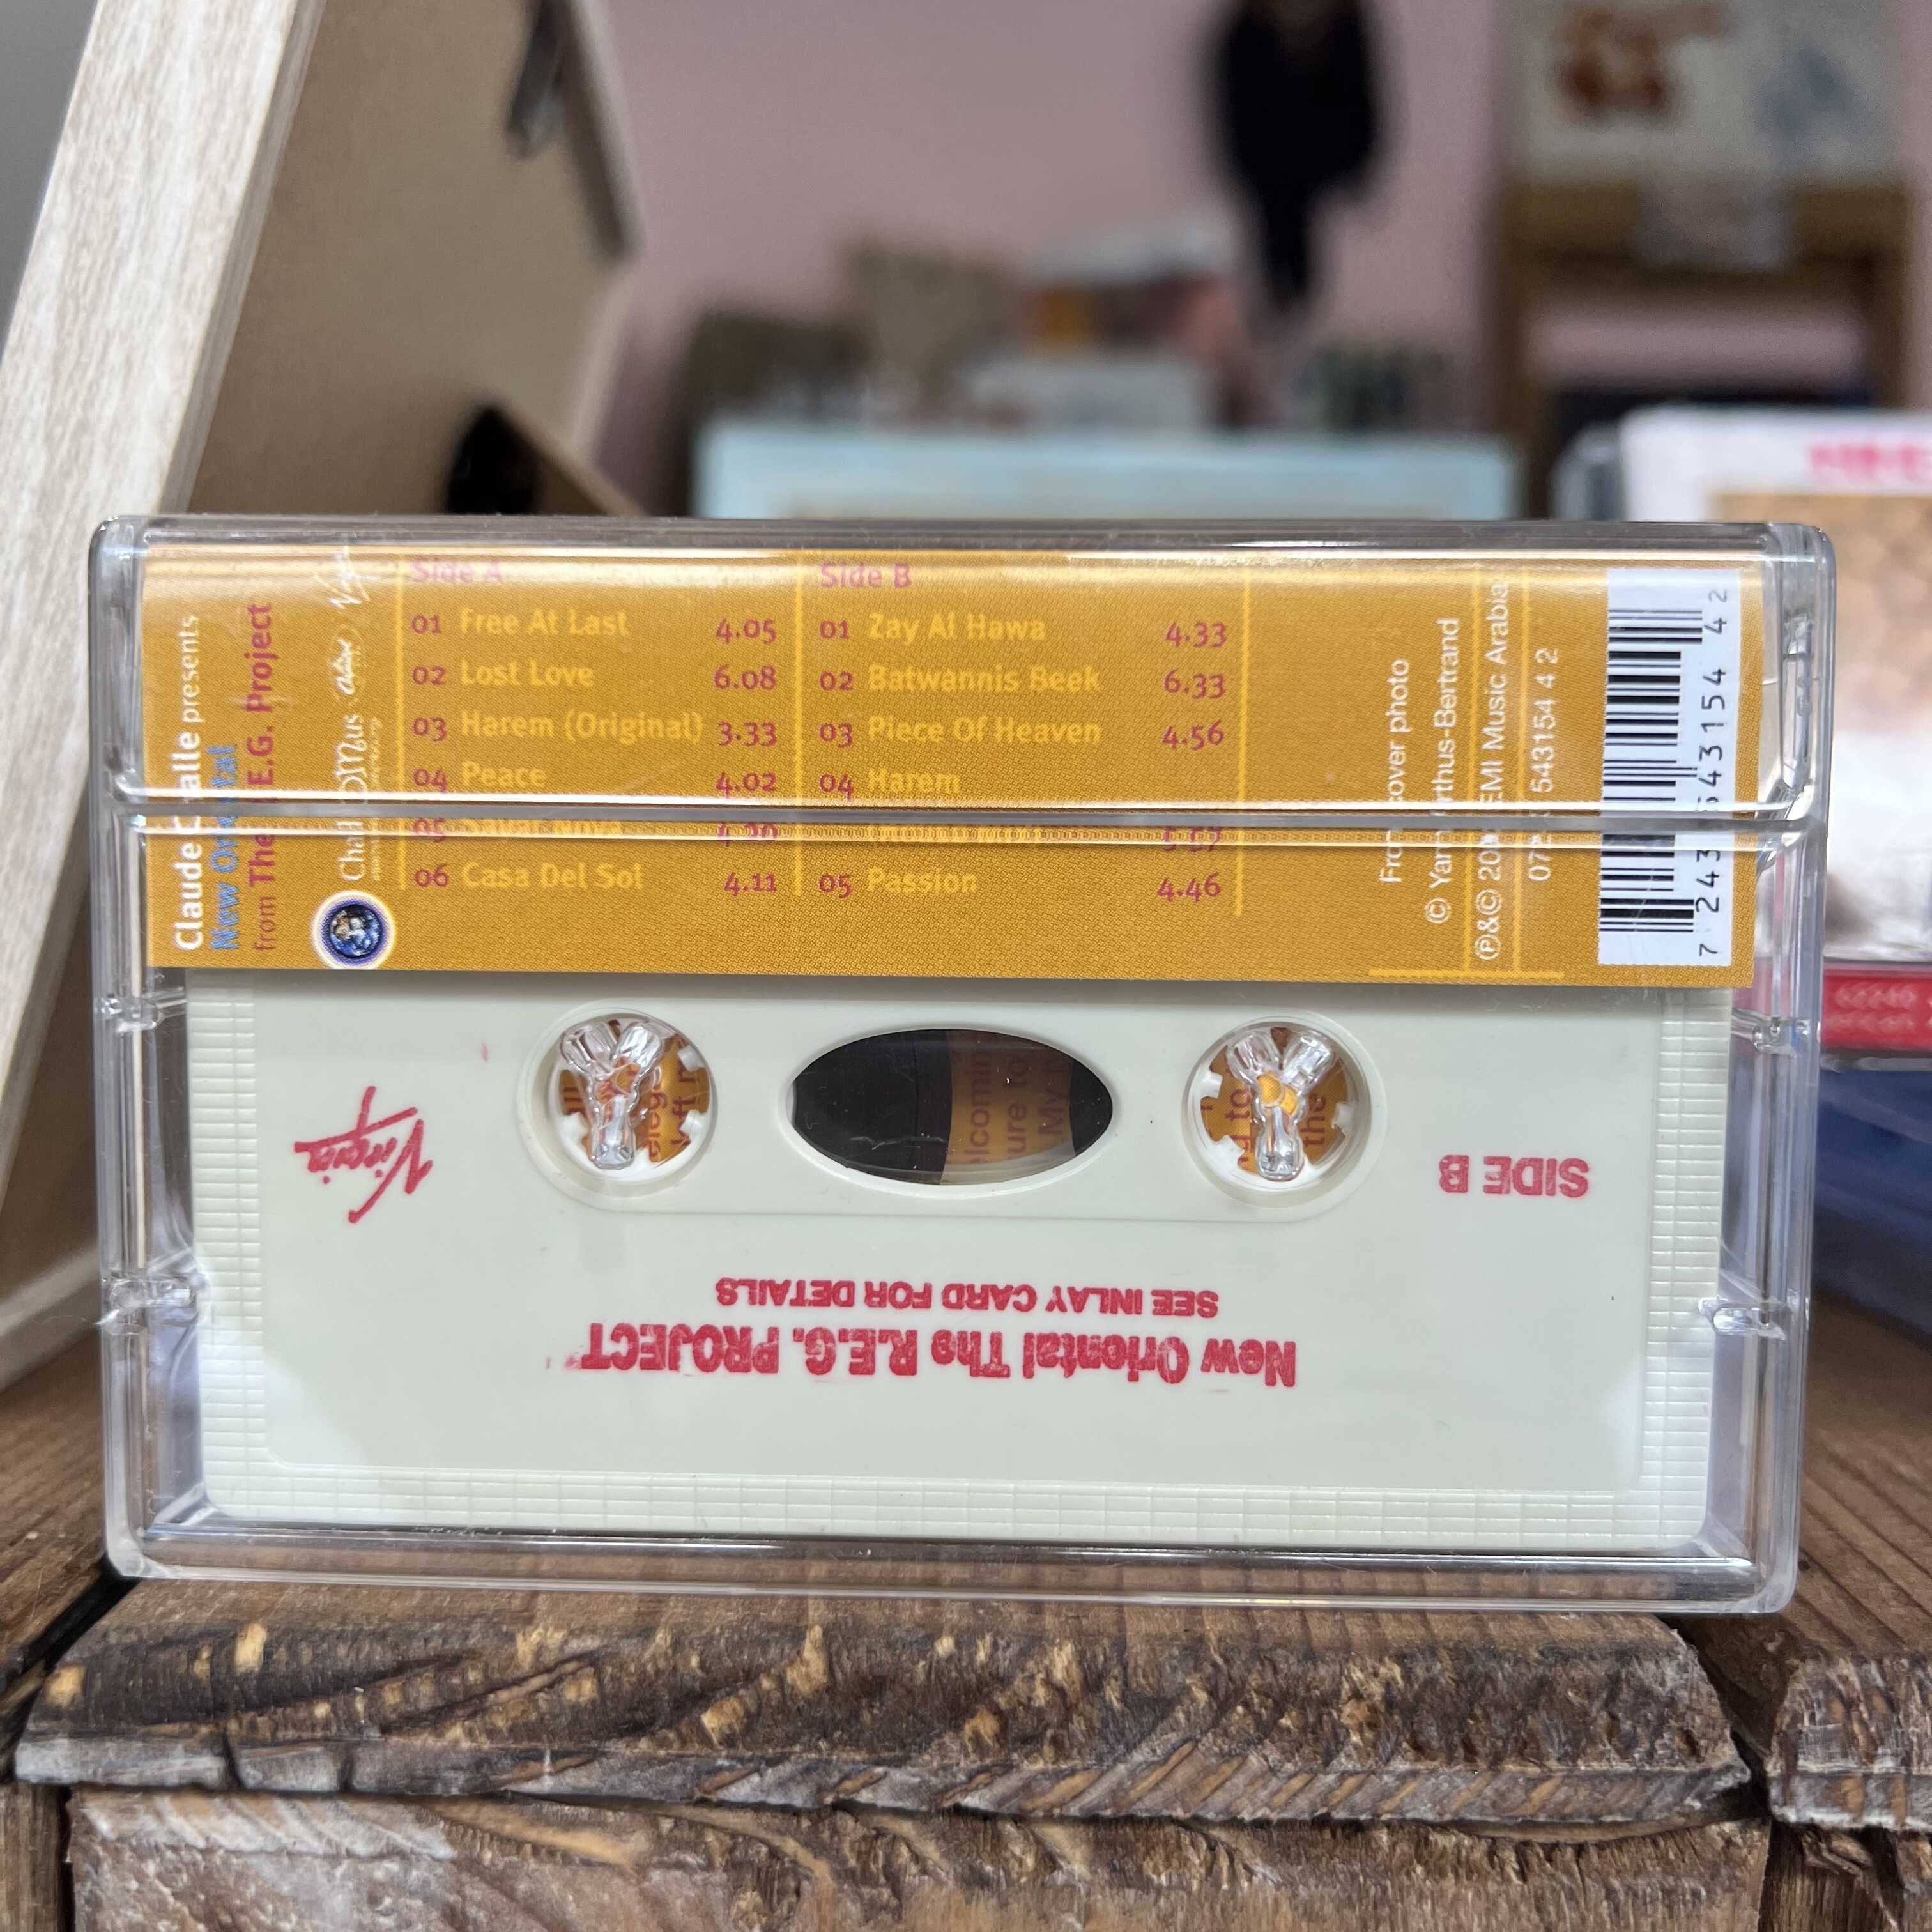 Claude presents
New
from The E.G. Project
Virgin
Side A
01 Free At Last 4.05
02 Lost Love 6.08
03 Harem (Original) 3.33
04 Peace 4.02
05
06 Casa Del Sol 4.11
Side B
01 Zay Al Hawa 4.33
02 Batwannis Beek 6.33
03 Piece Of Heaven 4.56
04 Harem
05 Passion 4.46
cover photo
©
℗&© EMI Music Arabia
543154 4 2
Virgin
SIDE B
SEE INLAY CARD FOR DETAILS
New Oriental The R.E.G. PROJECT